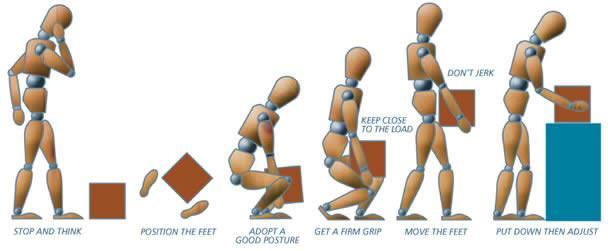 DON'T JERK
KEEP CLOSE
TO THE LOAD
STOP AND THINK
POSITION THE FEET
ADOPT A
GOOD POSTURE
GET A FIRM GRIP
MOVE THE FEET
PUT DOWN THEN ADJUST